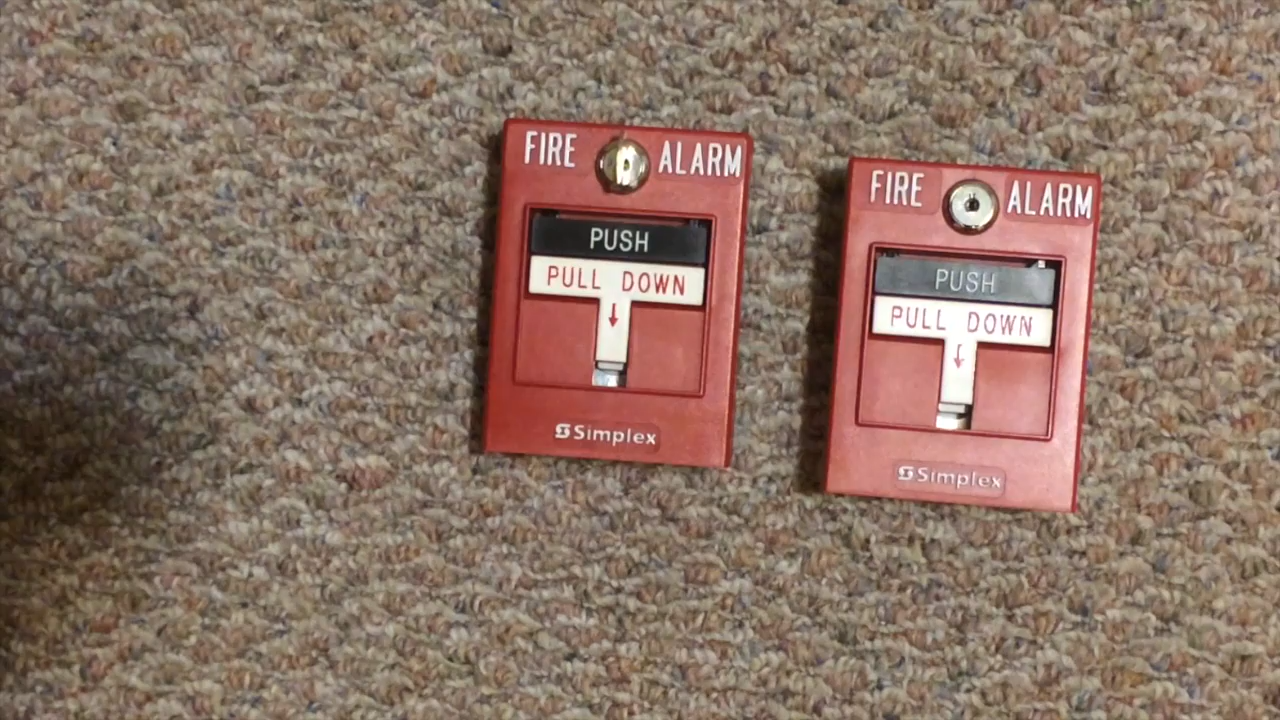 FIRE ALARM
PUSH
PULL DOWN
Simplex
FIRE ALARM
PUSH
PULL DOWN
Simplex